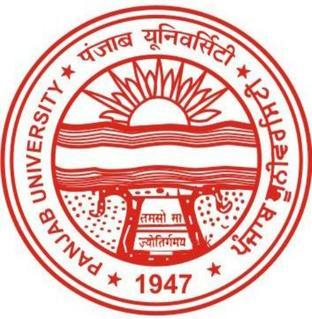 PANJAB UNIVERSITY
पंजाब यूनिवर्सिटी
ਪੰਜਾਬ ਯੂਨੀਵਰਸਿਟੀ
तमसो मा
ज्योतिर्गमय
1947